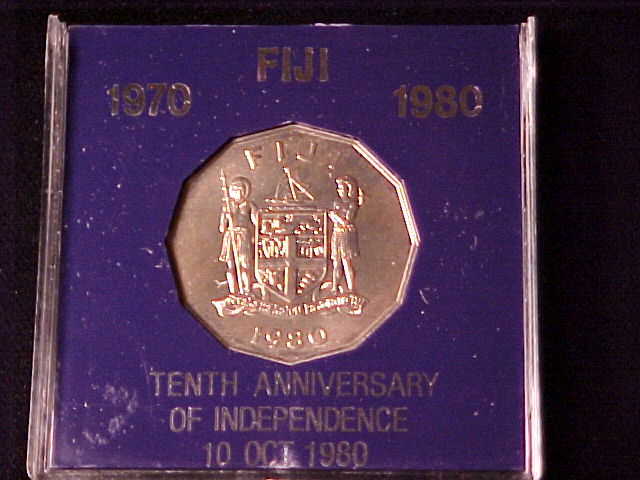 FIJI
1970 1980
FIJI
1980
TENTH ANNIVERSARY
OF INDEPENDENCE
10 OCT 1980